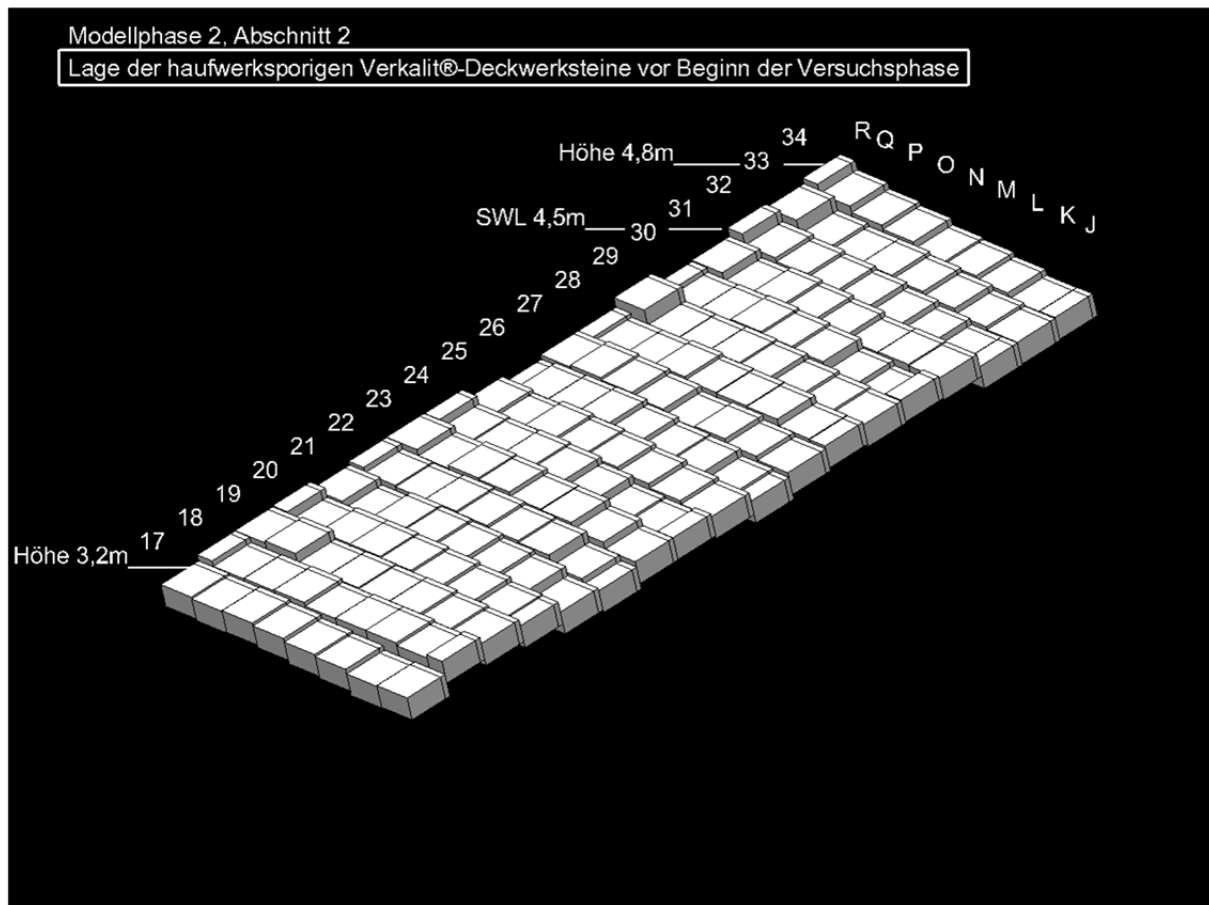 Modellphase 2, Abschnitt 2
Lage der haufwerksporigen Verkalit®-Deckwerksteine vor Beginn der Versuchsphase
R Q P O N M L K J
34
Höhe 4,8m 33
32
31
SWL 4,5m 30
29
28
27
26
25
24
23
22
21
20
19
18
17
Höhe 3,2m